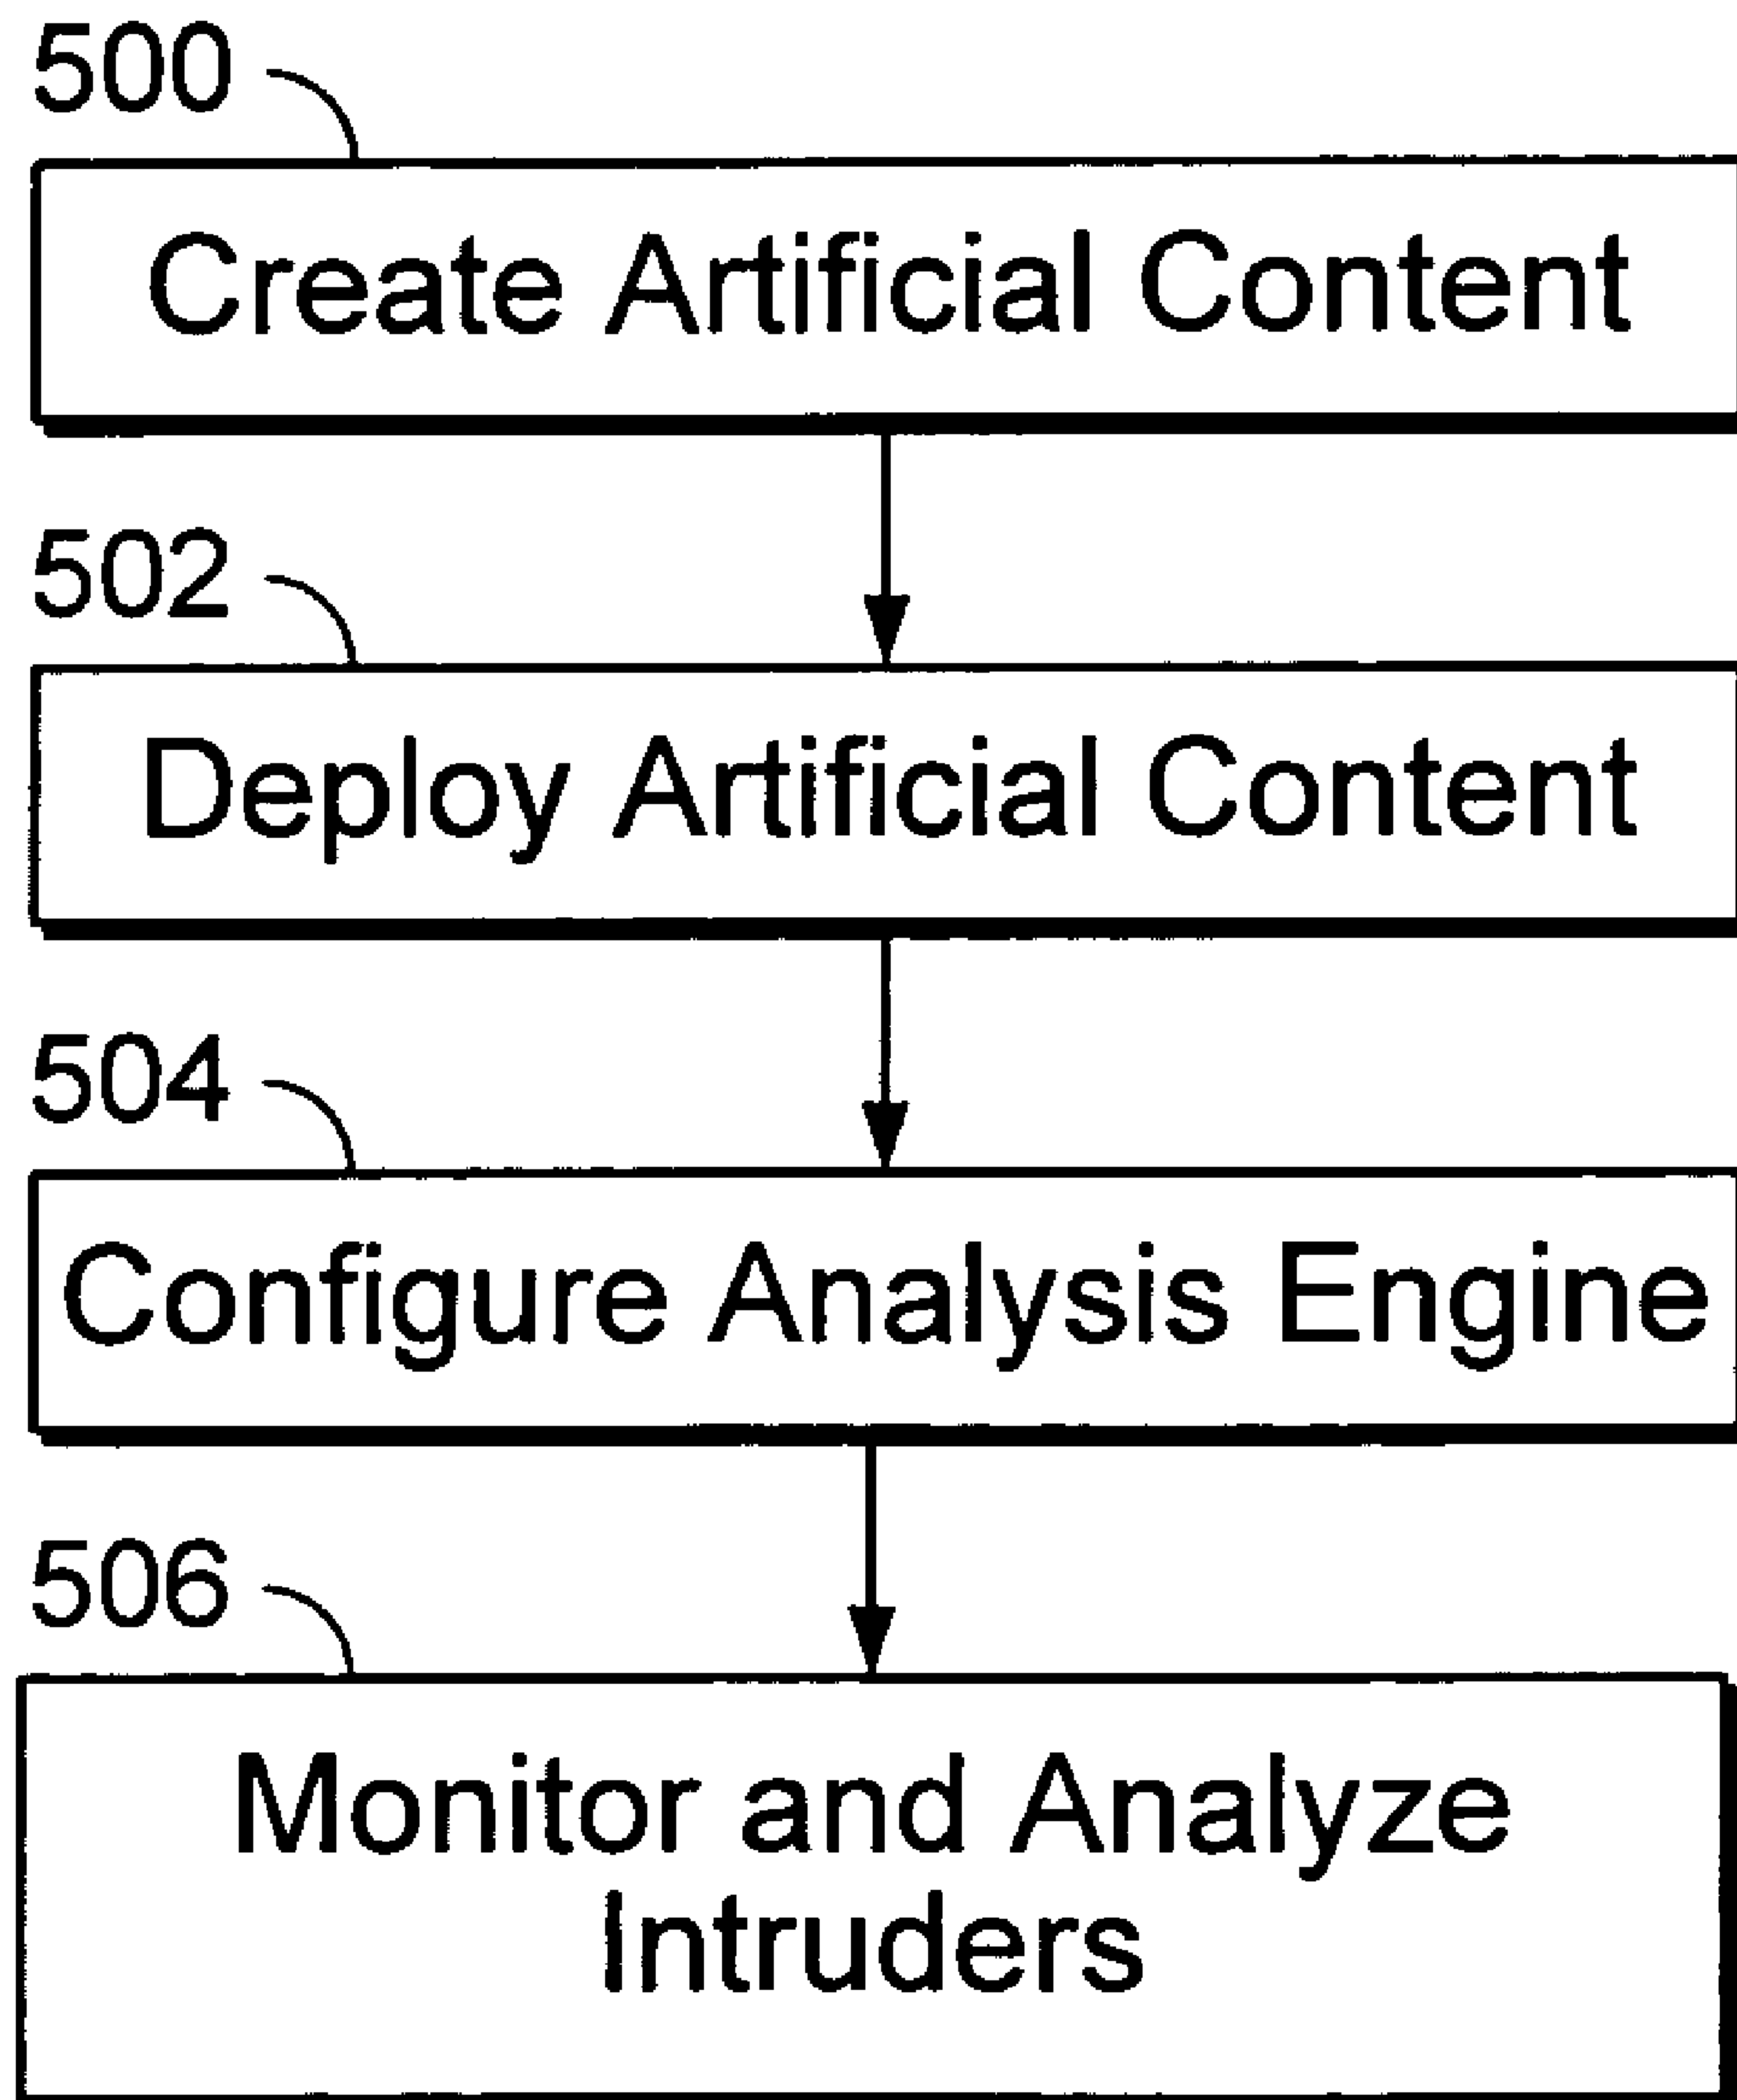 500
Create Artificial Content
502
Deploy Artificial Content
504
Configure Analysis Engine
506
Monitor and Analyze
Intruders